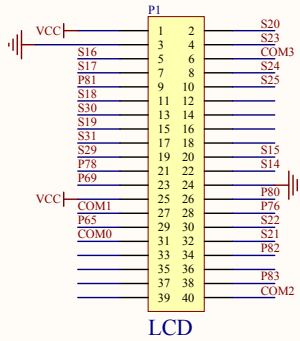 P1
VCC 1 2 S20
3 4 S23
S16 5 6 COM3
S17 7 8 S24
P81 9 10 S25
S18 11 12
S30 13 14
S19 15 16
S31 17 18
S29 19 20 S15
P78 21 22 S14
P69 23 24
VCC 25 26 P80
COM1 27 28 P76
P65 29 30 S22
COM0 31 32 S21
33 34 P82
35 36
37 38 P83
39 40 COM2
LCD